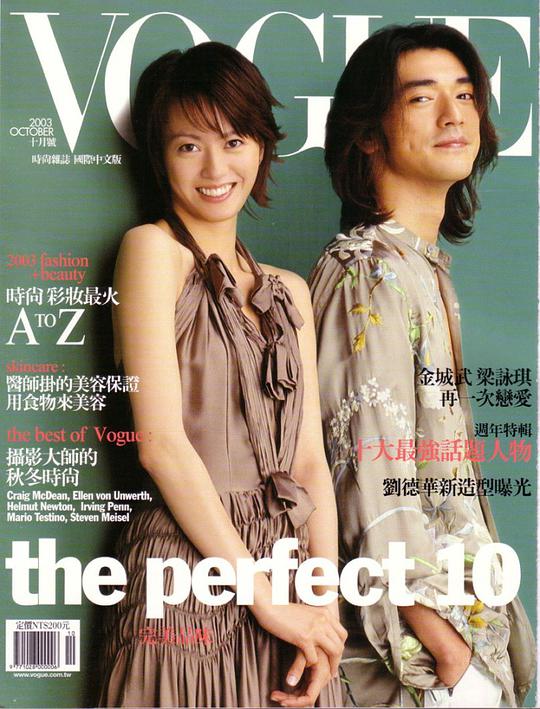 VOGUE
2003
OCTOBER
十月號
時尚雜誌 國際中文版
2003 fashion
+beauty
時尚彩妝最火
A TO Z
skincare :
醫師掛的美容保證
用食物來美容
the best of Vogue :
攝影大師的
秋冬時尚
Craig McDean, Ellen von Unwerth,
Helmut Newton, Irving Penn,
Mario Testino, Steven Meisel
金城武 梁詠琪
再一次戀愛
週年特輯
十大最強話題人物
劉德華新造型曝光
the perfect 10
定價NT$200元
10
9 771028 000006
www.vogue.com.tw